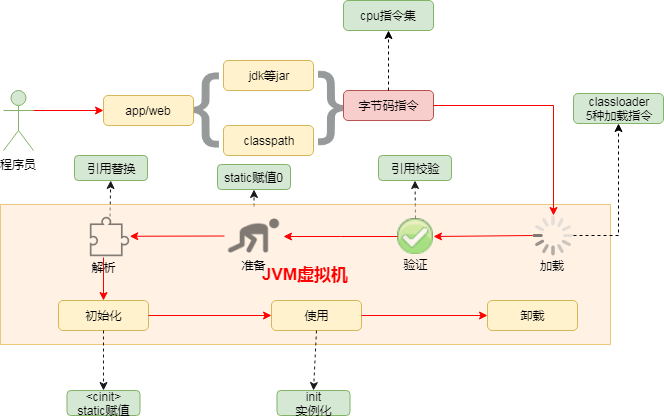 cpu指令集
jdk等jar
app/web
字节码指令
classloader
5种加载指令
classpath
程序员
引用替换
static赋值0
引用校验
解析
准备
验证
加载
JVM虚拟机
初始化
使用
卸载
<cinit>
static赋值
init
实例化